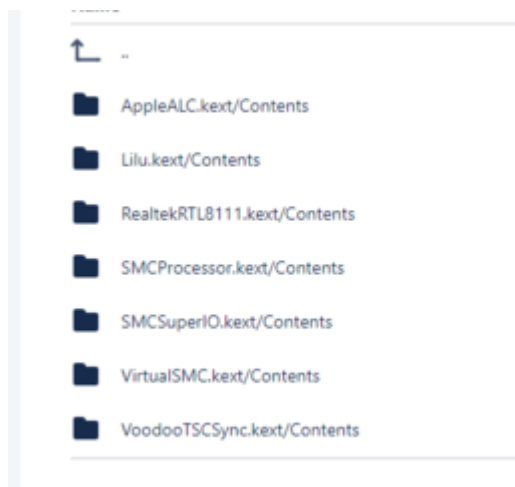 ..
AppleALC.kext/Contents
Lilu.kext/Contents
RealtekRTL8111.kext/Contents
SMCProcessor.kext/Contents
SMCSuperIO.kext/Contents
VirtualSMC.kext/Contents
VoodooTSCSync.kext/Contents